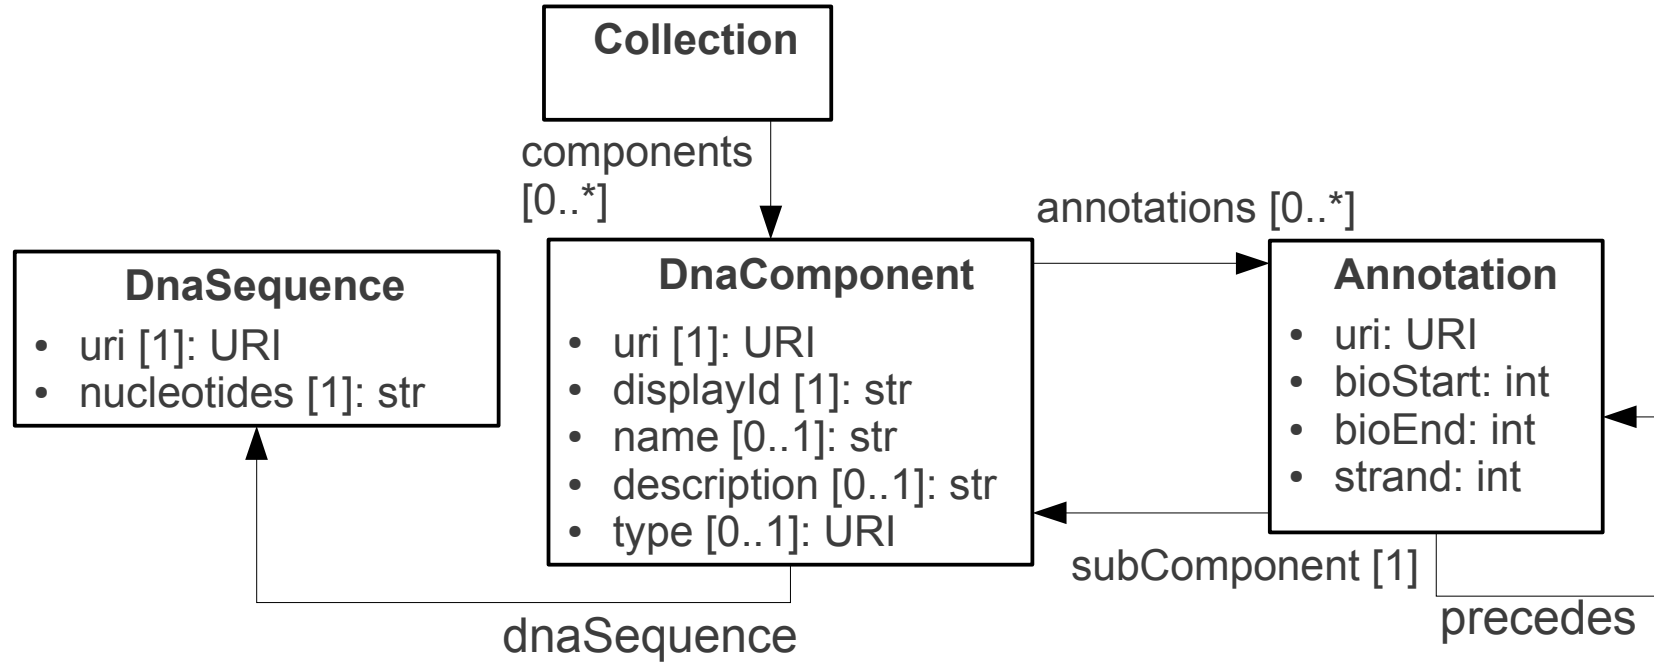 Collection
components
[0..*]
annotations [0..*]
DnaSequence
• uri [1]: URI
• nucleotides [1]: str
DnaComponent
• uri [1]: URI
• displayId [1]: str
• name [0..1]: str
• description [0..1]: str
• type [0..1]: URI
Annotation
• uri: URI
• bioStart: int
• bioEnd: int
• strand: int
subComponent [1]
precedes
dnaSequence